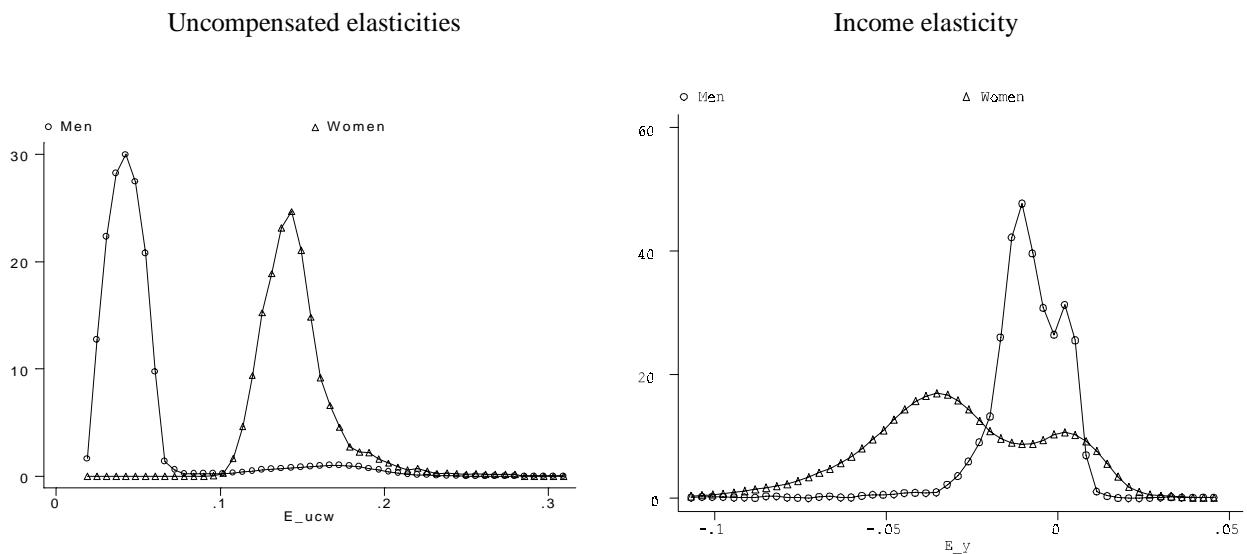 Uncompensated elasticities
Men
Women
30
20
10
0
0
.1
.2
.3
E_ucw
Income elasticity
Men
Women
60
40
20
0
-.1
-.05
0
.05
E_y